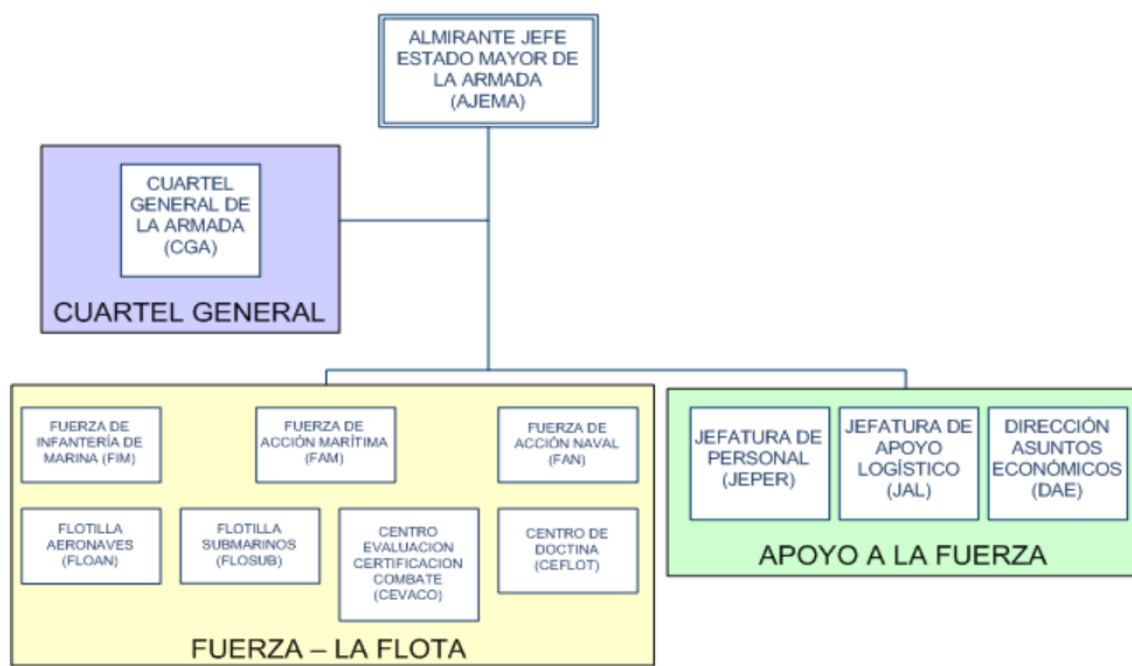 ALMIRANTE JEFE
ESTADO MAYOR DE
LA ARMADA
(AJEMA)
CUARTEL
GENERAL DE
LA ARMADA
(CGA)
CUARTEL GENERAL
FUERZA DE
INFANTERÍA DE
MARINA (FIM)
FUERZA DE
ACCIÓN MARÍTIMA
(FAM)
FUERZA DE
ACCIÓN NAVAL
(FAN)
FLOTILLA
AERONAVES
(FLOAN)
FLOTILLA
SUBMARINOS
(FLOSUB)
CENTRO
EVALUACION
CERTIFICACION
COMBATE
(CEVACO)
CENTRO DE
DOCTINA
(CEFLOT)
FUERZA – LA FLOTA
JEFATURA DE
PERSONAL
(JEPER)
JEFATURA DE
APOYO
LOGÍSTICO
(JAL)
DIRECCIÓN
ASUNTOS
ECONÓMICOS
(DAE)
APOYO A LA FUERZA